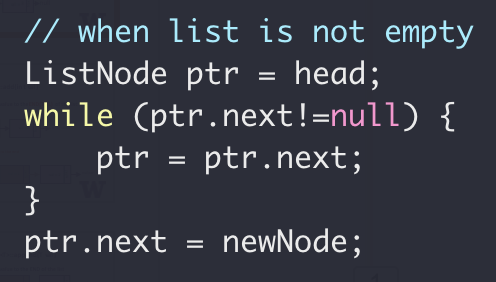 // when list is not empty
ListNode ptr = head;
while (ptr.next!=null) {
    ptr = ptr.next;
}
ptr.next = newNode;